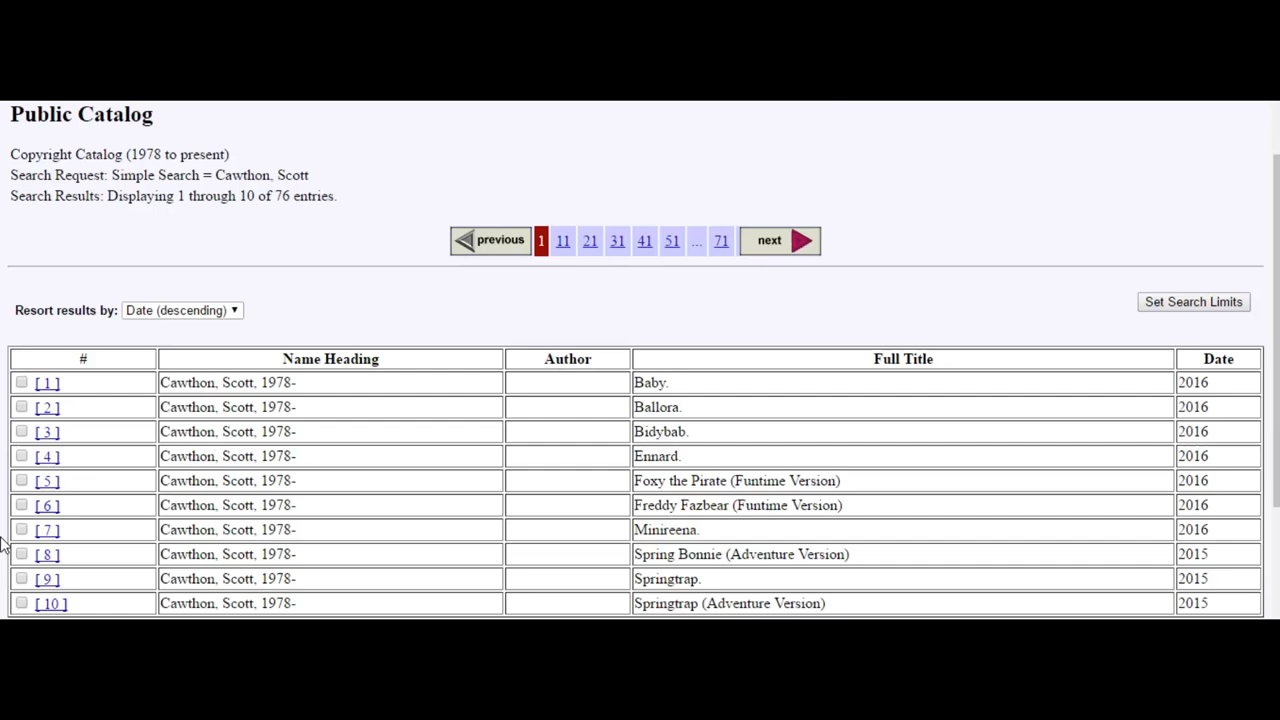 Public Catalog
Copyright Catalog (1978 to present)
Search Request: Simple Search = Cawthon, Scott
Search Results: Displaying 1 through 10 of 76 entries.
previous 1 11 21 31 41 51 ... 71 next
Resort results by: Date (descending) Set Search Limits
# Name Heading Author Full Title Date
[ 1 ] Cawthon, Scott, 1978- Baby. 2016
[ 2 ] Cawthon, Scott, 1978- Ballora. 2016
[ 3 ] Cawthon, Scott, 1978- Bidybab. 2016
[ 4 ] Cawthon, Scott, 1978- Ennard. 2016
[ 5 ] Cawthon, Scott, 1978- Foxy the Pirate (Funtime Version) 2016
[ 6 ] Cawthon, Scott, 1978- Freddy Fazbear (Funtime Version) 2016
[ 7 ] Cawthon, Scott, 1978- Minireena. 2016
[ 8 ] Cawthon, Scott, 1978- Spring Bonnie (Adventure Version) 2015
[ 9 ] Cawthon, Scott, 1978- Springtrap. 2015
[ 10 ] Cawthon, Scott, 1978- Springtrap (Adventure Version) 2015